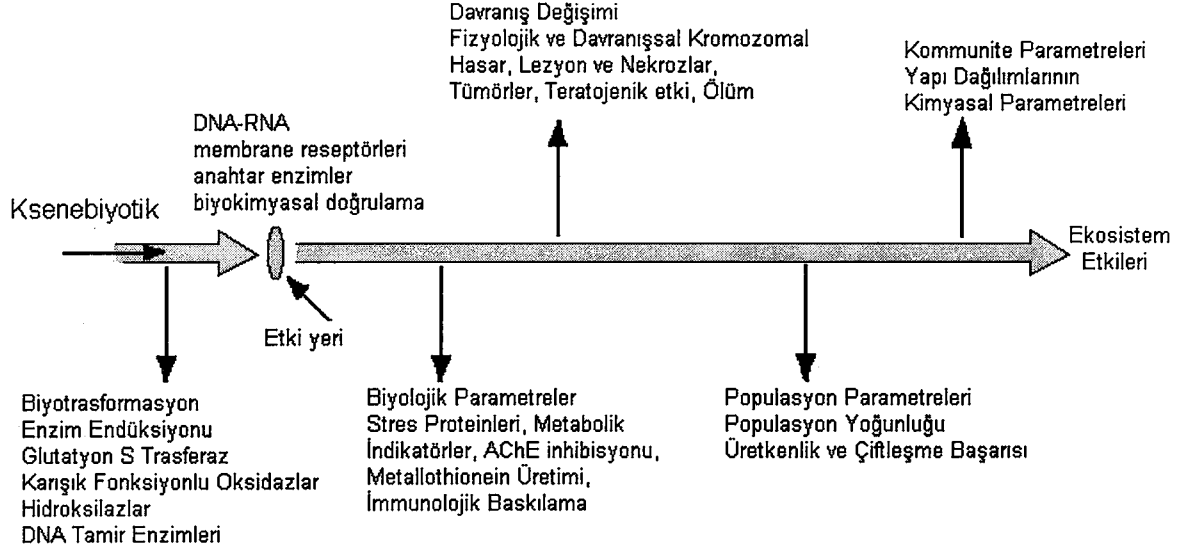 Davranış Değişimi
Fizyolojik ve Davranışsal Kromozomal
Hasar, Lezyon ve Nekrozlar,
Tümörler, Teratojenik etki, Ölüm
Kommunite Parametreleri
Yapı Dağılımlarının
Kimyasal Parametreleri
DNA-RNA
membrane reseptörleri
anahtar enzimler
biyokimyasal doğrulama
Ksenebiyotik
Ekosistem
Etkileri
Etki yeri
Biyotrasformasyon
Enzim Endüksiyonu
Glutatyon S Trasferaz
Karışık Fonksiyonlu Oksidazlar
Hidroksilazlar
DNA Tamir Enzimleri
Biyolojik Parametreler
Stres Proteinleri, Metabolik
İndikatörler, AChE inhibisyonu,
Metallothionein Üretimi,
İmmunolojik Baskılama
Populasyon Parametreleri
Populasyon Yoğunluğu
Üretkenlik ve Çiftleşme Başarısı